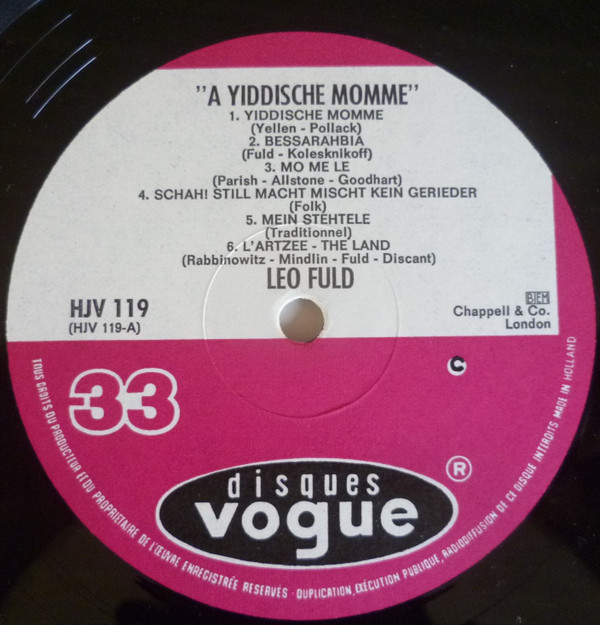 "A YIDDISCHE MOMME"
1. YIDDISCHE MOMME
(Yellen - Pollack)
2. BESSARAHBIA
(Fuld - Kolesknikoff)
3. MO ME LE
(Parish - Allstone - Goodhart)
4. SCHAH! STILL MACHT MISCHT KEIN GERIEDER
(Folk)
5. MEIN STEHTELE
(Traditionnel)
6. L'ARTZEE - THE LAND
(Rabbinowitz - Mindlin - Fuld - Discant)
LEO FULD
HJV 119
(HJV 119-A)
BIEM
Chappell & Co.
London
C
33
disques
vogue
®
TOUS DROITS DU PRODUCTEUR ET DU PROPRIETAIRE DE L'ŒUVRE ENREGISTRÉE RESERVÉS - DUPLICATION, EXÉCUTION PUBLIQUE, RADIODIFFUSION DE CE DISQUE INTERDITS MADE IN HOLLAND